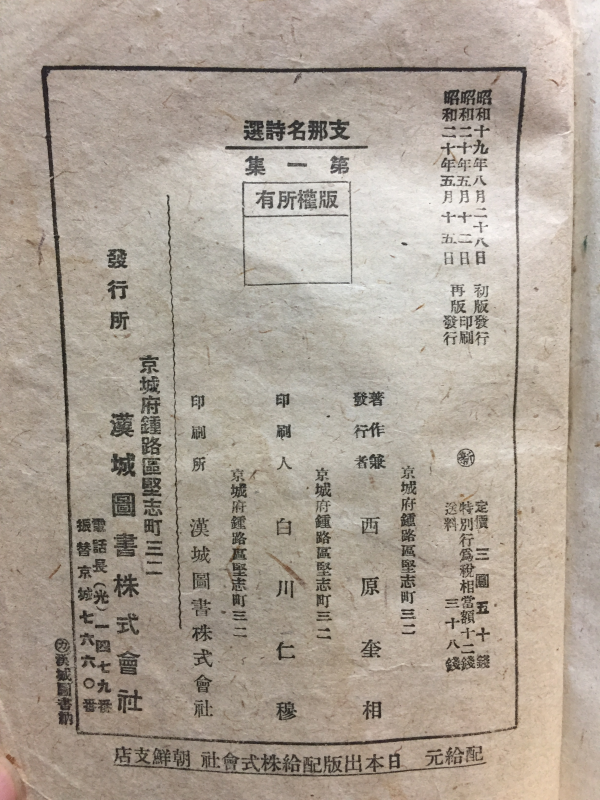 支那名詩選
第一集
版權所有
昭和十九年八月二十八日 初版發行
昭和二十年五月十二日 印刷
昭和二十年五月十五日 再版發行
定價 三圓五十錢
特別行爲稅相當額十二錢
送料 三十八錢
京城府鍾路區堅志町三二
著作兼
發行者 西原奎相
京城府鍾路區堅志町三二
印刷人 白川仁穆
京城府鍾路區堅志町三二
印刷所 漢城圖書株式會社
京城府鍾路區堅志町三二
發行所 漢城圖書株式會社
電話長(光)一四七九番
振替京城七六六〇番
㋕漢城圖書納
配給元 日本出版配給株式會社 朝鮮支店